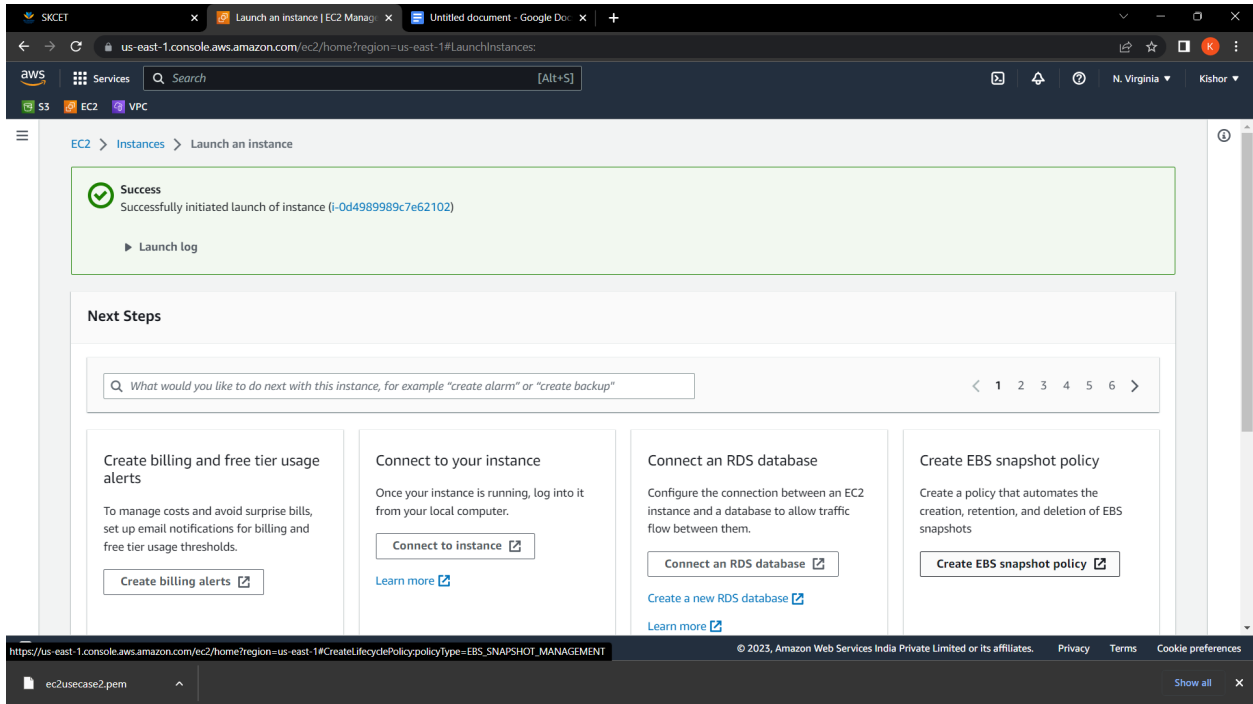 SKCET
Launch an instance | EC2 Manag
Untitled document - Google Doc
us-east-1.console.aws.amazon.com/ec2/home?region=us-east-1#LaunchInstances:
K
aws
Services
Search
[Alt+S]
N. Virginia
Kishor
S3
EC2
VPC
EC2
Instances
Launch an instance
Success
Successfully initiated launch of instance (i-0d4989989c7e62102)
Launch log
Next Steps
What would you like to do next with this instance, for example “create alarm” or “create backup”
1 2 3 4 5 6
Create billing and free tier usage
alerts
To manage costs and avoid surprise bills,
set up email notifications for billing and
free tier usage thresholds.
Create billing alerts
Connect to your instance
Once your instance is running, log into it
from your local computer.
Connect to instance
Learn more
Connect an RDS database
Configure the connection between an EC2
instance and a database to allow traffic
flow between them.
Connect an RDS database
Create a new RDS database
Learn more
Create EBS snapshot policy
Create a policy that automates the
creation, retention, and deletion of EBS
snapshots
Create EBS snapshot policy
https://us-east-1.console.aws.amazon.com/ec2/home?region=us-east-1#CreateLifecyclePolicy:policyType=EBS_SNAPSHOT_MANAGEMENT
© 2023, Amazon Web Services India Private Limited or its affiliates.
Privacy
Terms
Cookie preferences
ec2usecase2.pem
Show all